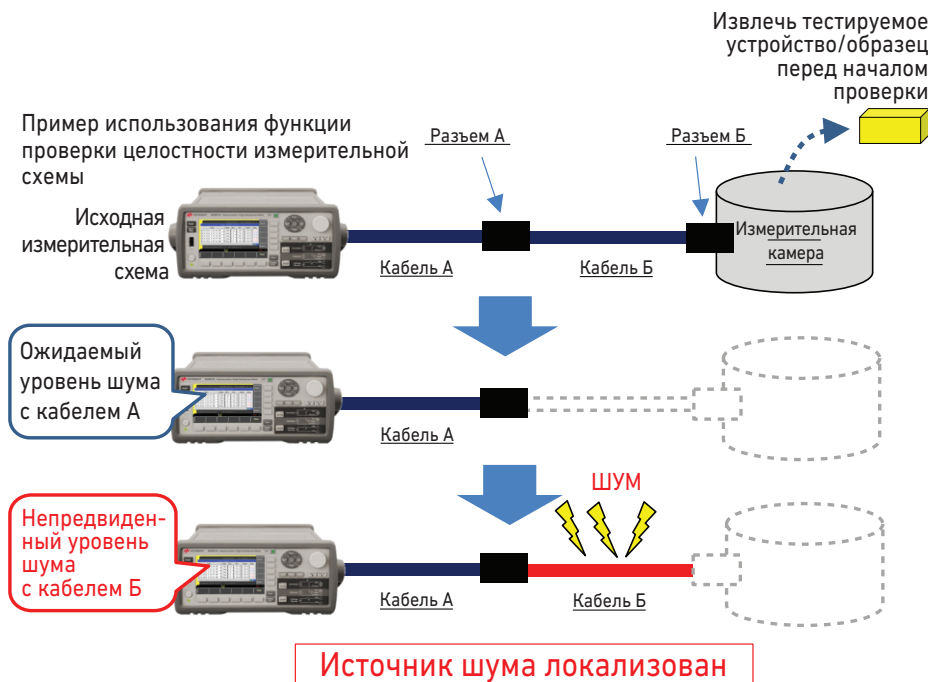 Извлечь тестируемое
устройство/образец
перед началом
проверки
Пример использования функции
проверки целостности измерительной
схемы
Разъем А
Разъем Б
Исходная
измерительная
схема
Измерительная
камера
Кабель А
Кабель Б
Ожидаемый
уровень шума
с кабелем А
Кабель А
ШУМ
Непредвиден-
ный уровень
шума
с кабелем Б
Кабель А
Кабель Б
Источник шума локализован